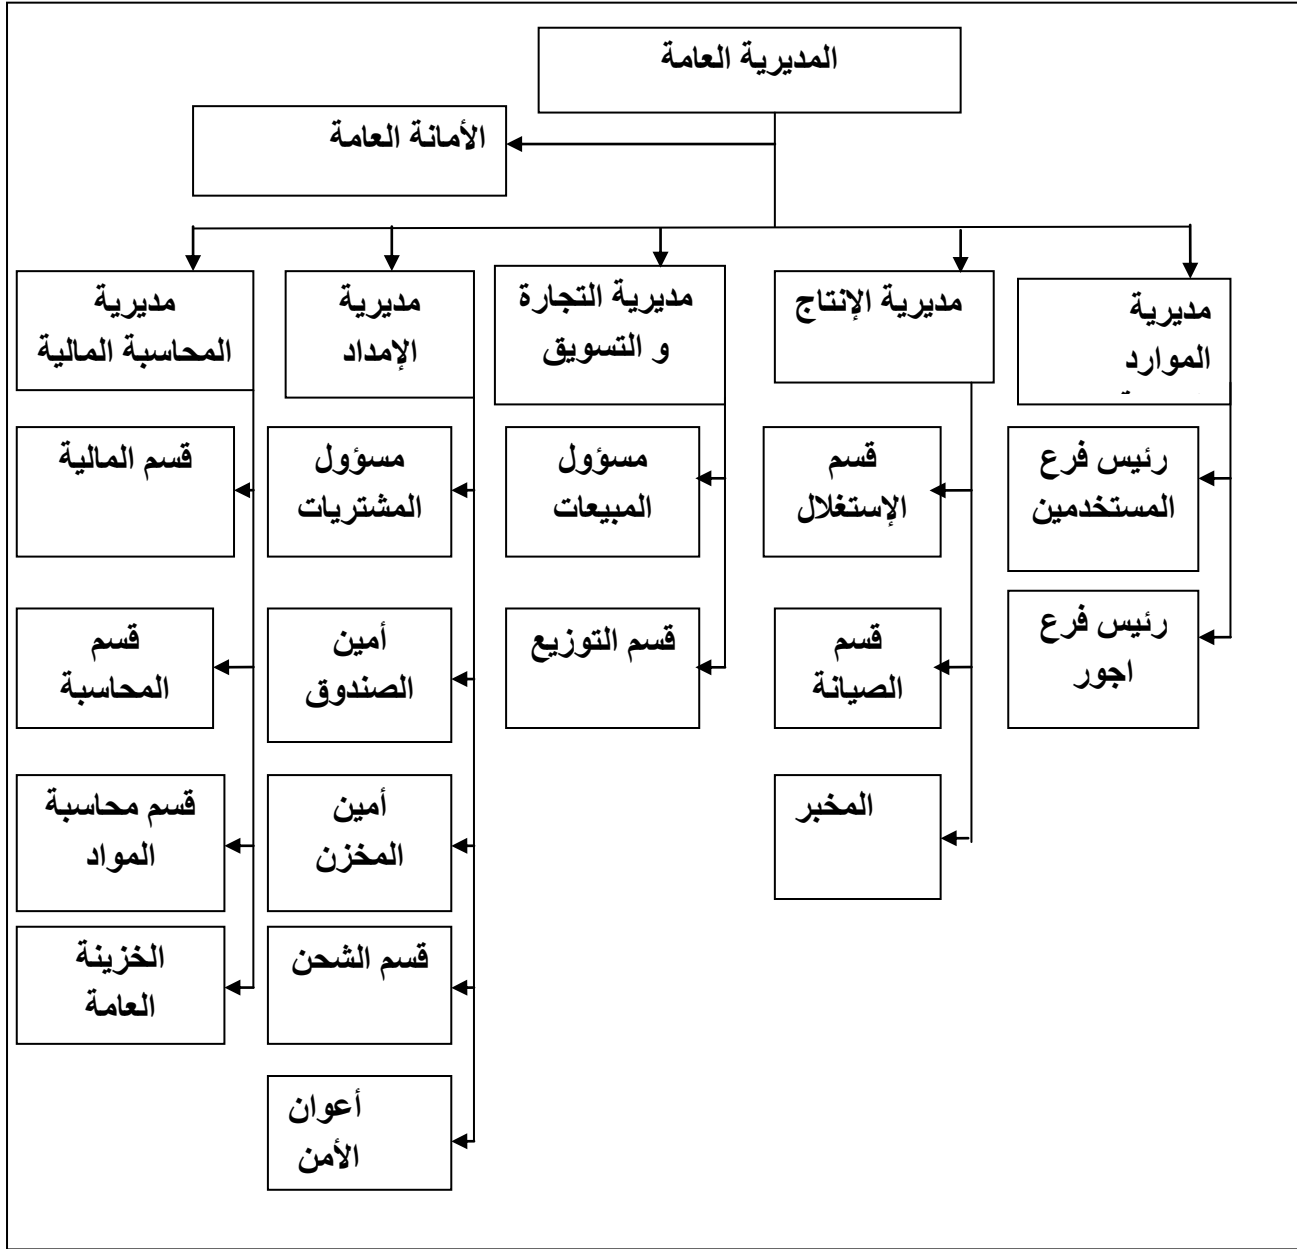 المديرية العامة
الأمانة العامة
مديرية
الموارد
مديرية الإنتاج
مديرية التجارة
و التسويق
مديرية
الإمداد
مديرية
المحاسبة المالية
رئيس فرع
المستخدمين
رئيس فرع
اجور
قسم
الإستغلال
قسم
الصيانة
المخبر
مسؤول
المبيعات
قسم التوزيع
مسؤول
المشتريات
أمين
الصندوق
أمين
المخزن
قسم الشحن
أعوان
الأمن
قسم المالية
قسم
المحاسبة
قسم محاسبة
المواد
الخزينة
العامة